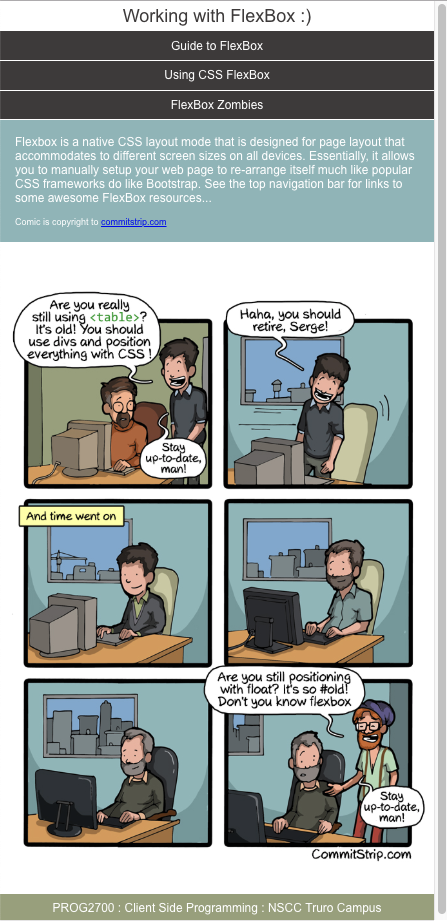 Working with FlexBox :)
Guide to FlexBox
Using CSS FlexBox
FlexBox Zombies
Flexbox is a native CSS layout mode that is designed for page layout that
accommodates to different screen sizes on all devices. Essentially, it allows
you to manually setup your web page to re-arrange itself much like popular
CSS frameworks do like Bootstrap. See the top navigation bar for links to
some awesome FlexBox resources...
Comic is copyright to commitstrip.com
Are you really
still using <table>?
It's old! You should
use divs and position
everything with CSS !
Stay
up-to-date,
man!
Haha, you should
retire, Serge!
And time went on
Are you still positioning
with float? It's so #old!
Don't you know flexbox
Stay
up-to-date,
man!
CommitStrip.com
PROG2700 : Client Side Programming : NSCC Truro Campus